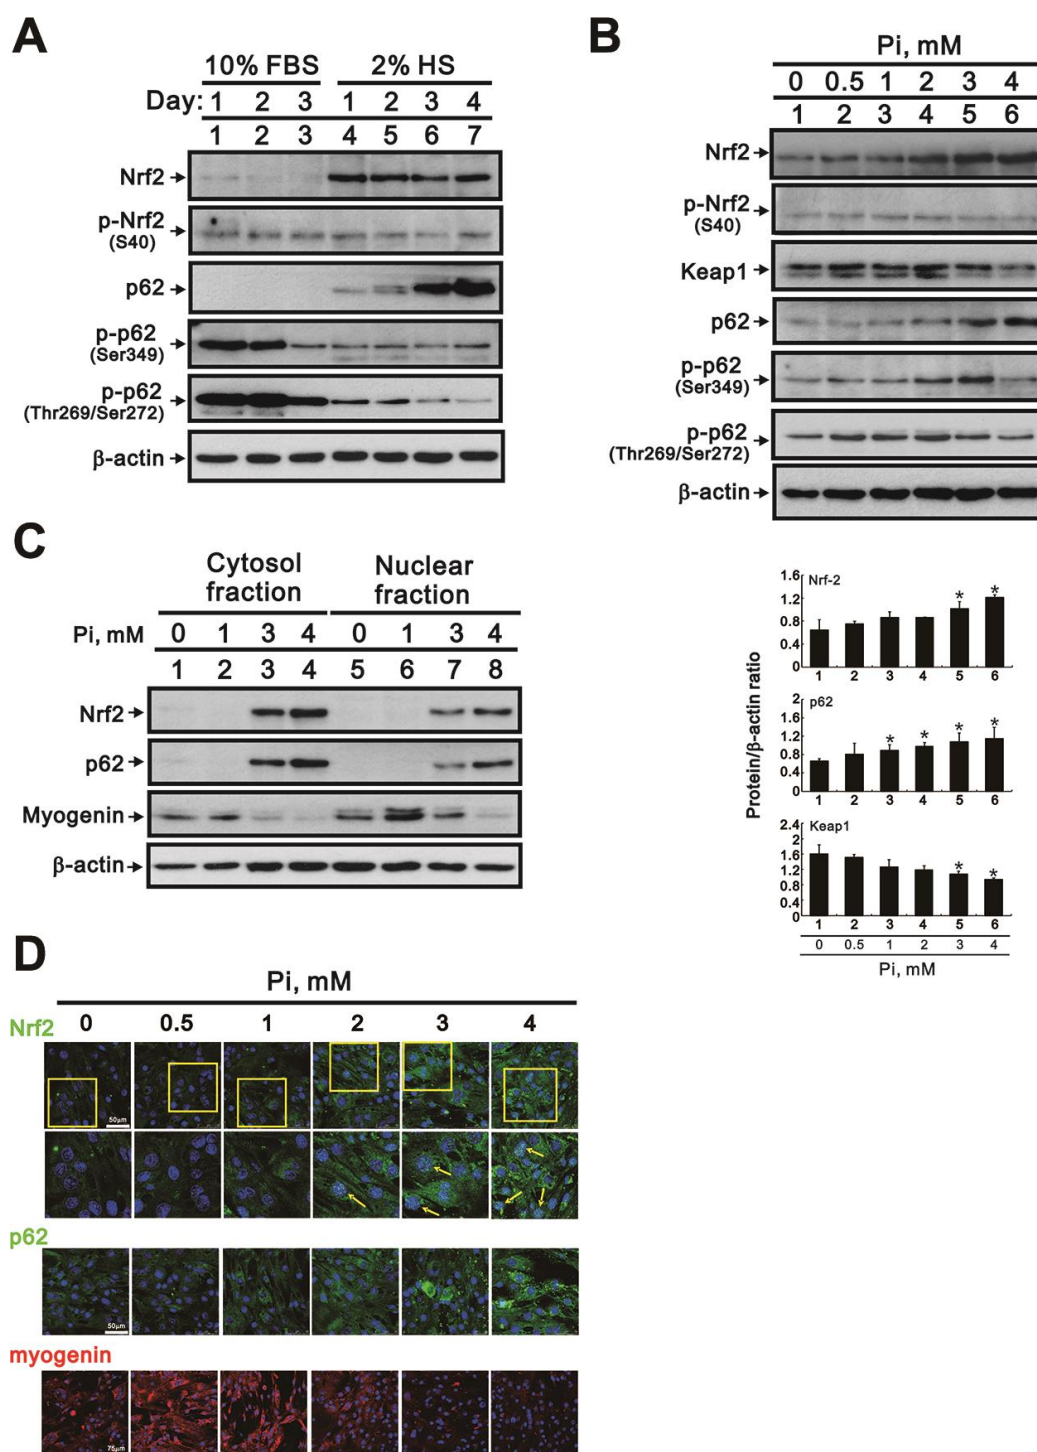 A
10% FBS 2% HS
Day: 1 2 3 1 2 3 4
1 2 3 4 5 6 7
Nrf2
p-Nrf2
(S40)
p62
p-p62
(Ser349)
p-p62
(Thr269/Ser272)
β-actin
B
Pi, mM
0 0.5 1 2 3 4
1 2 3 4 5 6
Nrf2
p-Nrf2
(S40)
Keap1
p62
p-p62
(Ser349)
p-p62
(Thr269/Ser272)
β-actin
Protein/β-actin ratio
Nrf-2
1.6
1.2
0.8
0.4
0
* *
1 2 3 4 5 6
p62
2.0
1.6
1.2
0.8
0.4
0
* * * *
1 2 3 4 5 6
Keap1
2.4
2.0
1.6
1.2
0.8
0.4
0
* *
1 2 3 4 5 6
0 0.5 1 2 3 4
Pi, mM
C
Cytosol Nuclear
fraction fraction
Pi, mM 0 1 3 4 0 1 3 4
1 2 3 4 5 6 7 8
Nrf2
p62
Myogenin
β-actin
D
Pi, mM
0 0.5 1 2 3 4
Nrf2
50μm
p62
50μm
myogenin
75μm